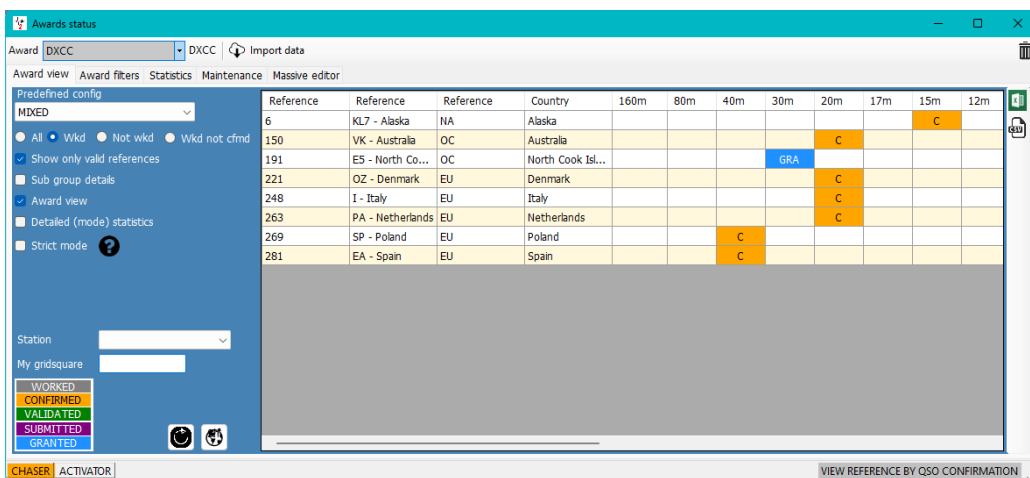 Awards status
Award DXCC DXCC Import data
Award view Award filters Statistics Maintenance Massive editor
Predefined config
MIXED
All Wkd Not wkd Wkd not cfmd
Show only valid references
Sub group details
Award view
Detailed (mode) statistics
Strict mode ?
Station
My gridsquare
WORKED
CONFIRMED
VALIDATED
SUBMITTED
GRANTED
Reference Reference Reference Country 160m 80m 40m 30m 20m 17m 15m 12m
6 KL7 - Alaska NA Alaska C
150 VK - Australia OC Australia C
191 E5 - North Co... OC North Cook Isl... GRA
221 OZ - Denmark EU Denmark C
248 I - Italy EU Italy C
263 PA - Netherlands EU Netherlands C
269 SP - Poland EU Poland C
281 EA - Spain EU Spain C
CSV
CHASER ACTIVATOR VIEW REFERENCE BY QSO CONFIRMATION